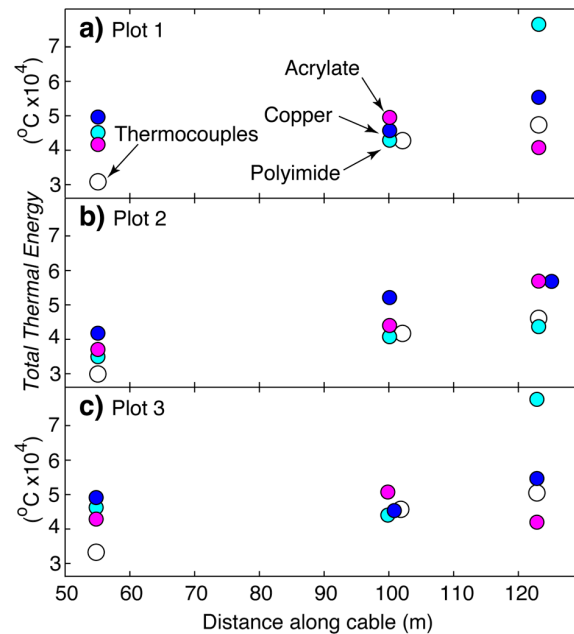 a) Plot 1
7
6
5
4
3
(°C x10⁴)
Acrylate
Copper
Thermocouples
Polyimide
b) Plot 2
7
6
5
4
3
Total Thermal Energy
c) Plot 3
7
6
5
4
3
(°C x10⁴)
50 60 70 80 90 100 110 120
Distance along cable (m)